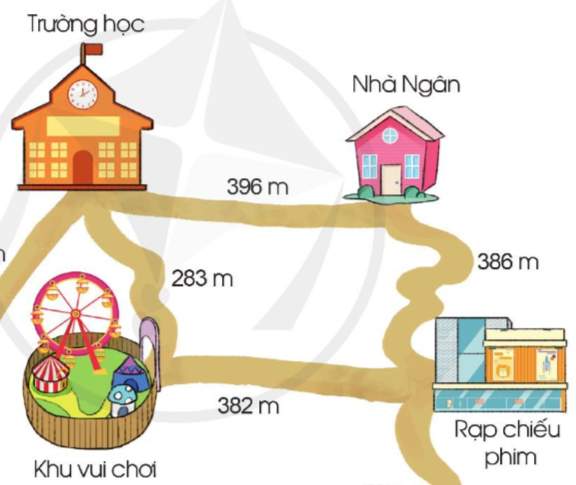 Trường học
Nhà Ngân
396 m
386 m
283 m
382 m
Rạp chiếu
phim
Khu vui chơi